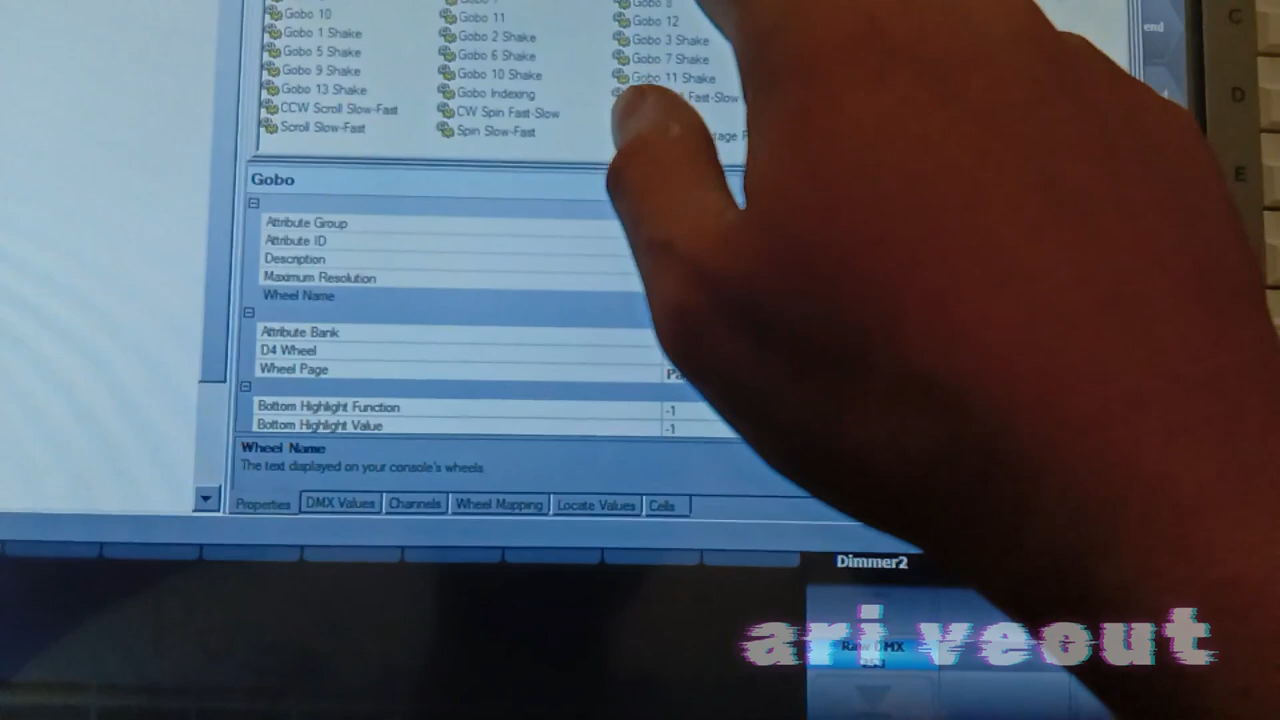 Gobo 10 Gobo 11 Gobo 12
Gobo 1 Shake Gobo 2 Shake Gobo 3 Shake
Gobo 5 Shake Gobo 6 Shake Gobo 7 Shake
Gobo 9 Shake Gobo 10 Shake Gobo 11 Shake
Gobo 13 Shake Gobo Indexing Fast-Slow
CCW Scroll Slow-Fast CW Spin Fast-Slow
Scroll Slow-Fast Spin Slow-Fast
Gobo
Attribute Group
Attribute ID
Description
Maximum Resolution
Wheel Name
Attribute Bank
D4 Wheel
Wheel Page
Bottom Highlight Function -1
Bottom Highlight Value -1
Wheel Name
The text displayed on your console's wheels
Properties DMX Values Channels Wheel Mapping Locate Values Cells
end
C
D
E
Dimmer2
Raw DMX
ari veout